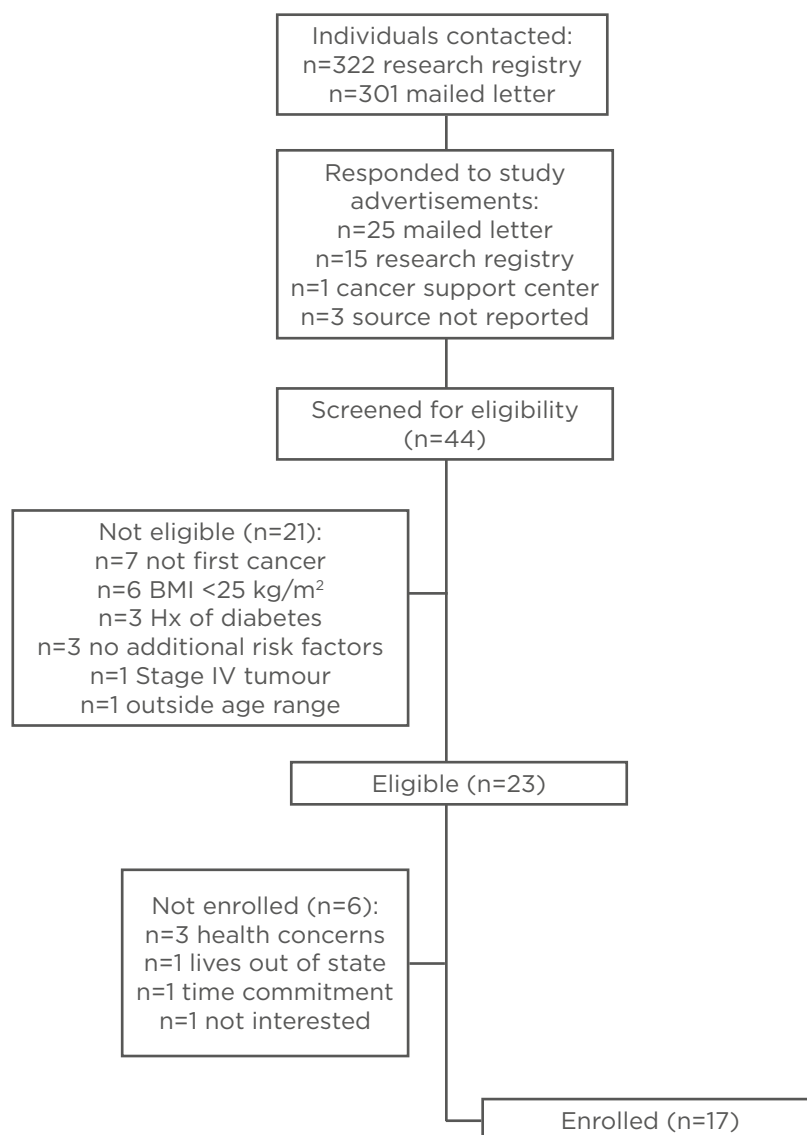 Individuals contacted:
n=322 research registry
n=301 mailed letter
Responded to study
advertisements:
n=25 mailed letter
n=15 research registry
n=1 cancer support center
n=3 source not reported
Screened for eligibility
(n=44)
Not eligible (n=21):
n=7 not first cancer
n=6 BMI <25 kg/m²
n=3 Hx of diabetes
n=3 no additional risk factors
n=1 Stage IV tumour
n=1 outside age range
Eligible (n=23)
Not enrolled (n=6):
n=3 health concerns
n=1 lives out of state
n=1 time commitment
n=1 not interested
Enrolled (n=17)